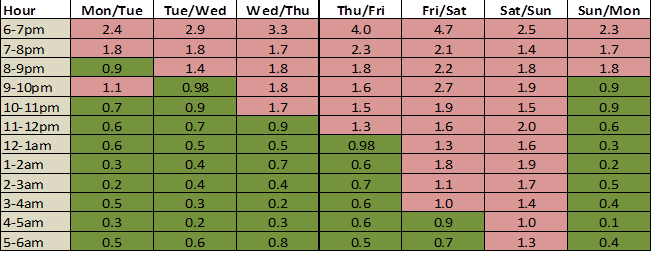 Hour Mon/Tue Tue/Wed Wed/Thu Thu/Fri Fri/Sat Sat/Sun Sun/Mon
6-7pm 2.4 2.9 3.3 4.0 4.7 2.5 2.3
7-8pm 1.8 1.8 1.7 2.3 2.1 1.4 1.7
8-9pm 0.9 1.4 1.8 1.8 2.2 1.8 1.8
9-10pm 1.1 0.98 1.8 1.6 2.7 1.9 0.9
10-11pm 0.7 0.9 1.7 1.5 1.9 1.5 0.9
11-12pm 0.6 0.7 0.9 1.3 1.6 2.0 0.6
12-1am 0.6 0.5 0.5 0.98 1.3 1.6 0.3
1-2am 0.3 0.4 0.7 0.6 1.8 1.9 0.2
2-3am 0.2 0.4 0.4 0.7 1.1 1.7 0.5
3-4am 0.5 0.3 0.2 0.6 1.0 1.4 0.4
4-5am 0.3 0.2 0.3 0.6 0.9 1.0 0.1
5-6am 0.5 0.6 0.8 0.5 0.7 1.3 0.4